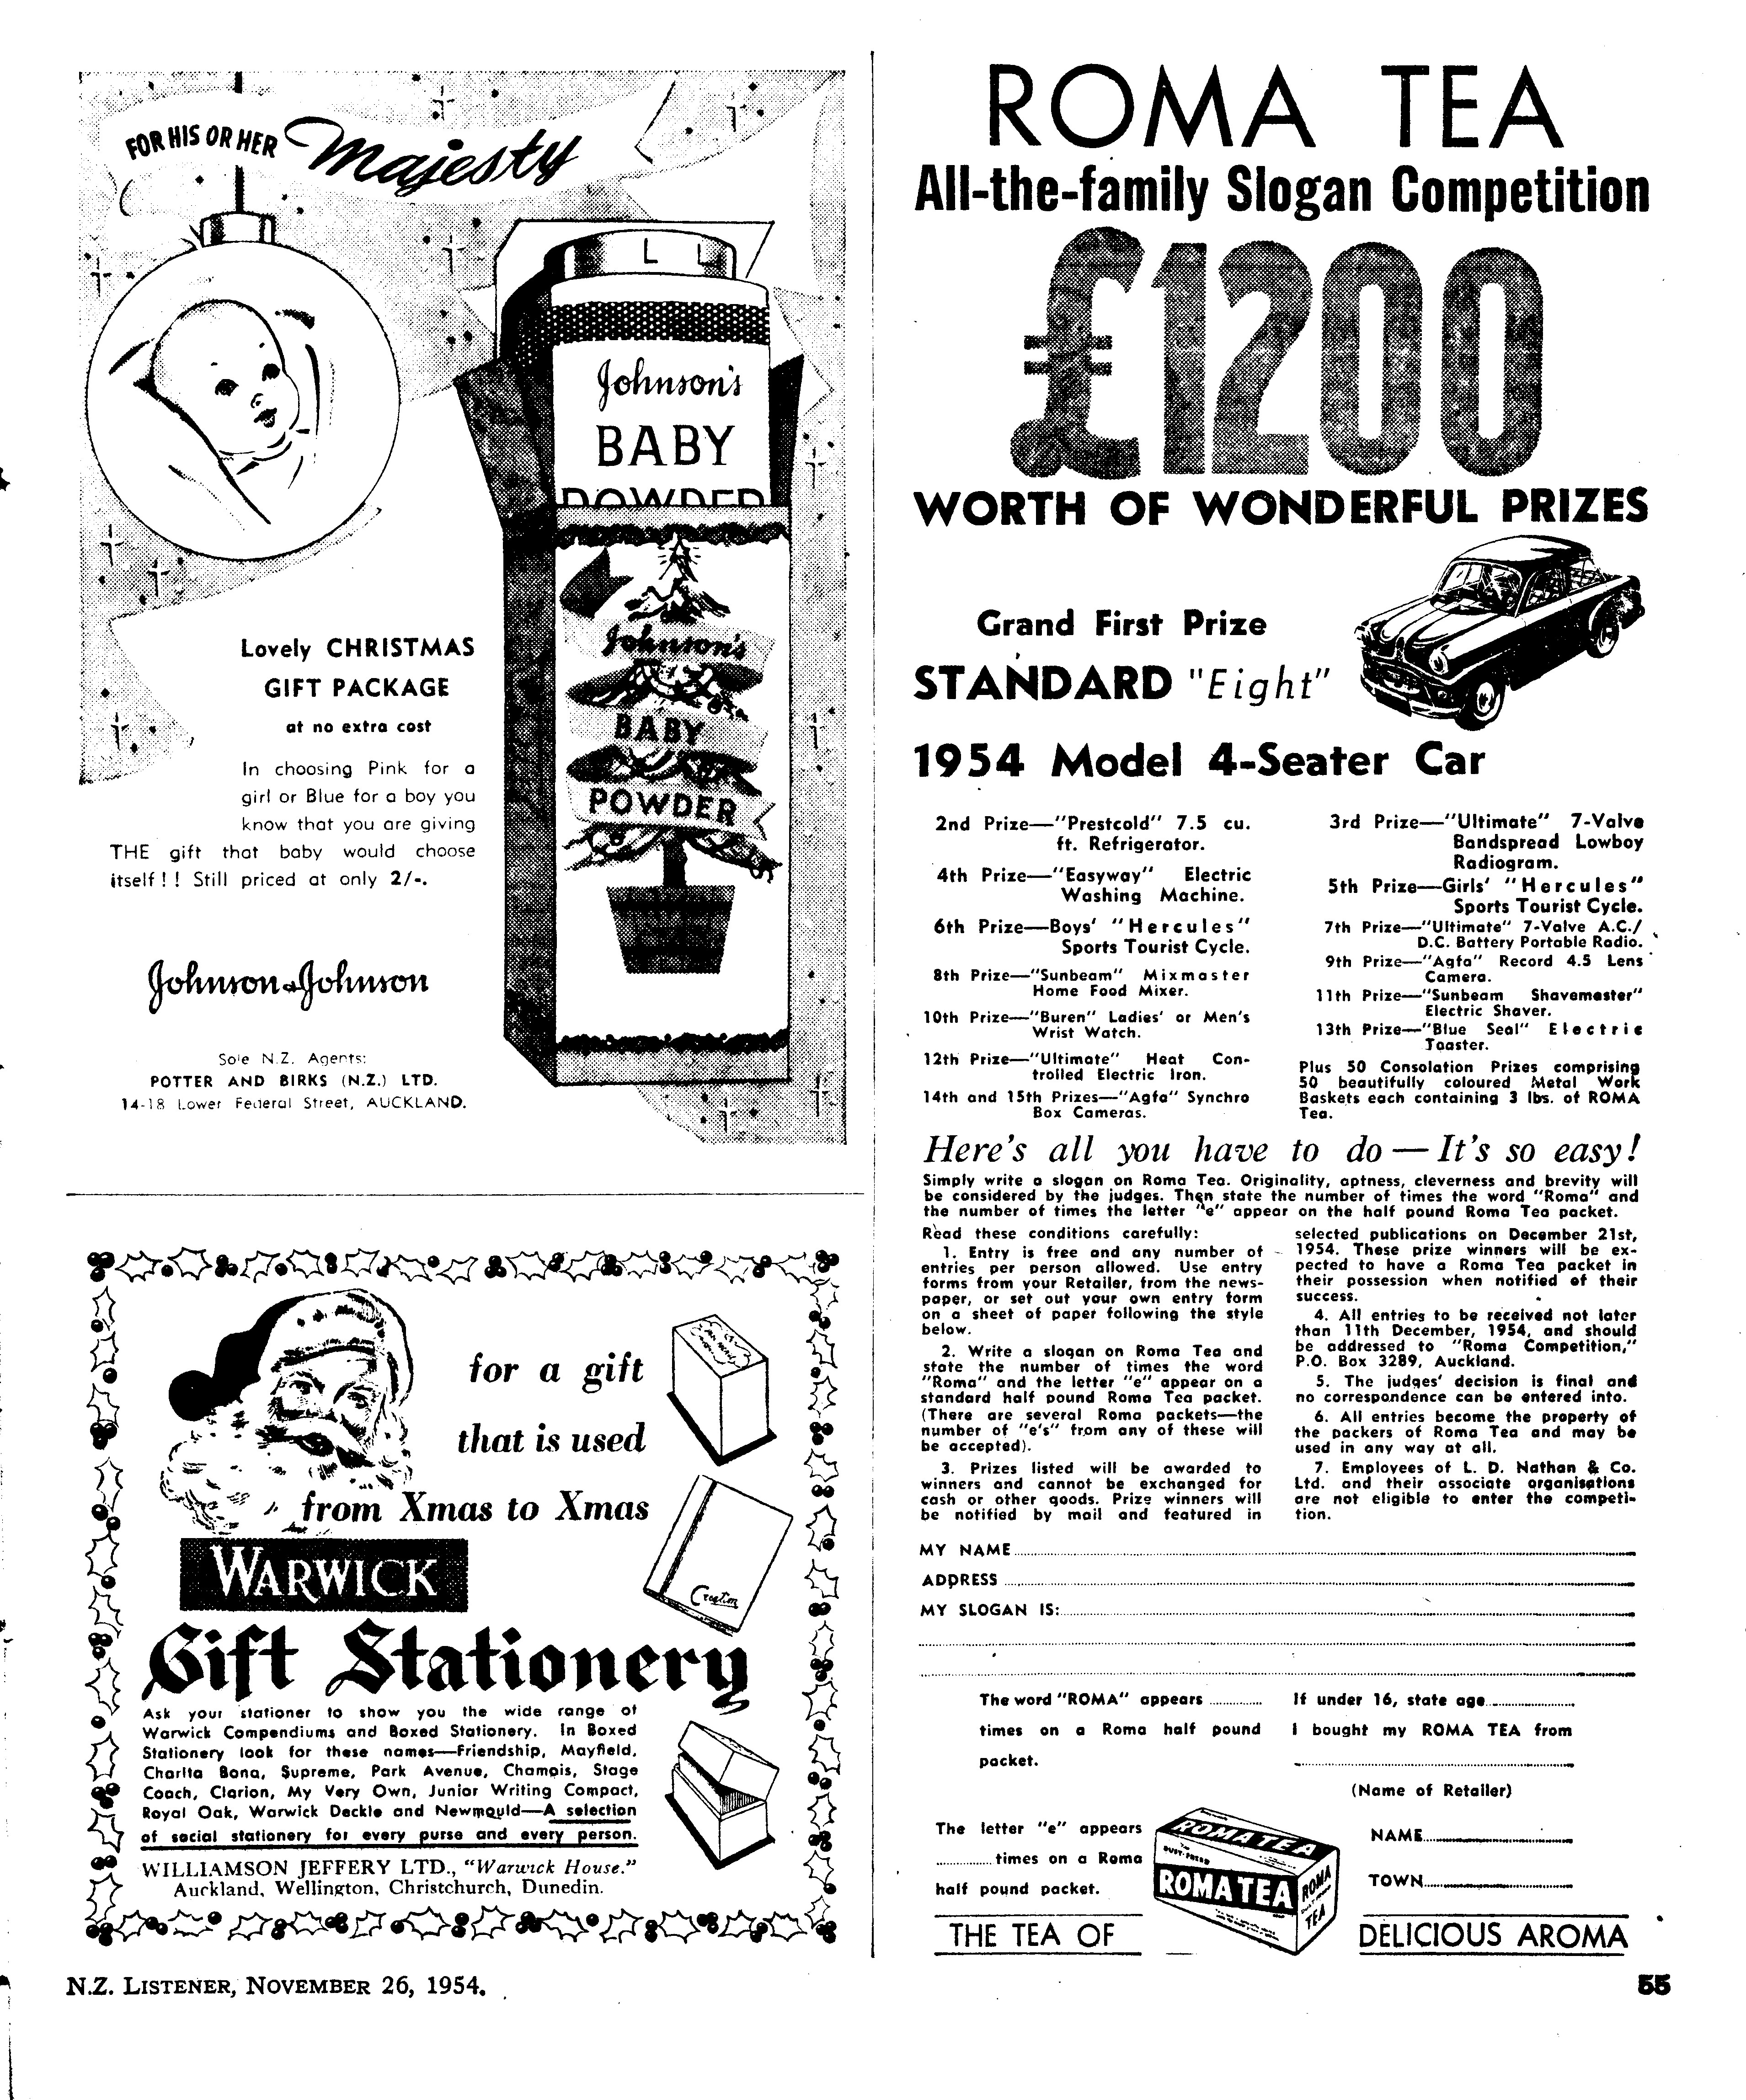 FOR HIS OR HER Majesty
Johnson's
BABY
POWDER
Johnson's
BABY
POWDER
Lovely CHRISTMAS
GIFT PACKAGE
at no extra cost
In choosing Pink for a
girl or Blue for a boy you
know that you are giving
THE gift that baby would choose
itself!! Still priced at only 2/-.
Johnson & Johnson
Sole N.Z. Agents:
POTTER AND BIRKS (N.Z.) LTD.
14-18 Lower Federal Street, AUCKLAND.
for a gift
that is used
from Xmas to Xmas
WARWICK
Creation
Gift Stationery
Ask your stationer to show you the wide range of
Warwick Compendiums and Boxed Stationery. In Boxed
Stationery look for these names—Friendship, Mayfield,
Charita Bona, Supreme, Park Avenue, Champis, Stage
Coach, Clarion, My Very Own, Junior Writing Compact,
Royal Oak, Warwick Deckle and Newmould—A selection
of social stationery for every purse and every person.
WILLIAMSON JEFFERY LTD., "Warwick House."
Auckland, Wellington, Christchurch, Dunedin.
ROMA TEA
All-the-family Slogan Competition
£1200
WORTH OF WONDERFUL PRIZES
Grand First Prize
STANDARD "Eight"
1954 Model 4-Seater Car
2nd Prize—"Prestcold" 7.5 cu.
ft. Refrigerator.
4th Prize—"Easyway" Electric
Washing Machine.
6th Prize—Boys' "Hercules"
Sports Tourist Cycle.
8th Prize—"Sunbeam" Mixmaster
Home Food Mixer.
10th Prize—"Buren" Ladies' or Men's
Wrist Watch.
12th Prize—"Ultimate" Heat Con-
trolled Electric Iron.
14th and 15th Prizes—"Agfa" Synchro
Box Cameras.
3rd Prize—"Ultimate" 7-Valve
Bandspread Lowboy
Radiogram.
5th Prize—Girls' "Hercules"
Sports Tourist Cycle.
7th Prize—"Ultimate" 7-Valve A.C./
D.C. Battery Portable Radio.
9th Prize—"Agfa" Record 4.5 Lens
Camera.
11th Prize—"Sunbeam Shavemaster"
Electric Shaver.
13th Prize—"Blue Seal" Electric
Toaster.
Plus 50 Consolation Prizes comprising
50 beautifully coloured Metal Work
Baskets each containing 3 lbs. of ROMA
Tea.
Here's all you have to do — It's so easy!
Simply write a slogan on Roma Tea. Originality, aptness, cleverness and brevity will
be considered by the judges. Then state the number of times the word "Roma" and
the number of times the letter "e" appear on the half pound Roma Tea packet.
Read these conditions carefully:
1. Entry is free and any number of
entries per person allowed. Use entry
forms from your Retailer, from the news-
paper, or set out your own entry form
on a sheet of paper following the style
below.
2. Write a slogan on Roma Tea and
state the number of times the word
"Roma" and the letter "e" appear on a
standard half pound Roma Tea packet.
(There are several Roma packets—the
number of "e's" from any of these will
be accepted).
3. Prizes listed will be awarded to
winners and cannot be exchanged for
cash or other goods. Prize winners will
be notified by mail and featured in
selected publications on December 21st,
1954. These prize winners will be ex-
pected to have a Roma Tea packet in
their possession when notified of their
success.
4. All entries to be received not later
than 11th December, 1954, and should
be addressed to "Roma Competition,"
P.O. Box 3289, Auckland.
5. The judges' decision is final and
no correspondence can be entered into.
6. All entries become the property of
the packers of Roma Tea and may be
used in any way at all.
7. Employees of L. D. Nathan & Co.
Ltd. and their associate organisations
are not eligible to enter the competi-
tion.
MY NAME
ADDRESS
MY SLOGAN IS:
The word "ROMA" appears
times on a Roma half pound
packet.
If under 16, state age
I bought my ROMA TEA from
(Name of Retailer)
The letter "e" appears
times on a Roma
half pound packet.
ROMA TEA
DUST-FREED
ROMA TEA
ROMA
TEA
NAME
TOWN
THE TEA OF
DELICIOUS AROMA
N.Z. LISTENER, NOVEMBER 26, 1954.
55